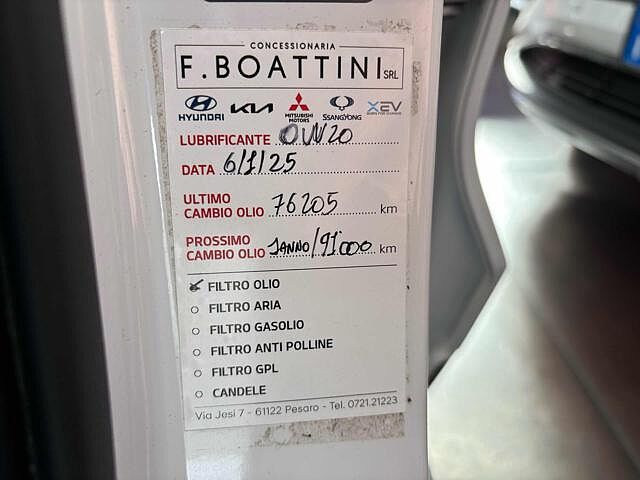 CONCESSIONARIA
F.BOATTINI SRL
HYUNDAI KIA MITSUBISHI MOTORS SSANGYONG XEV
LUBRIFICANTE 0W20
DATA 6/1/25
ULTIMO
CAMBIO OLIO 76205 km
PROSSIMO
CAMBIO OLIO 1ANNO/91'000 km
FILTRO OLIO
FILTRO ARIA
FILTRO GASOLIO
FILTRO ANTI POLLINE
FILTRO GPL
CANDELE
Via Jesi 7 - 61122 Pesaro - Tel. 0721.21223